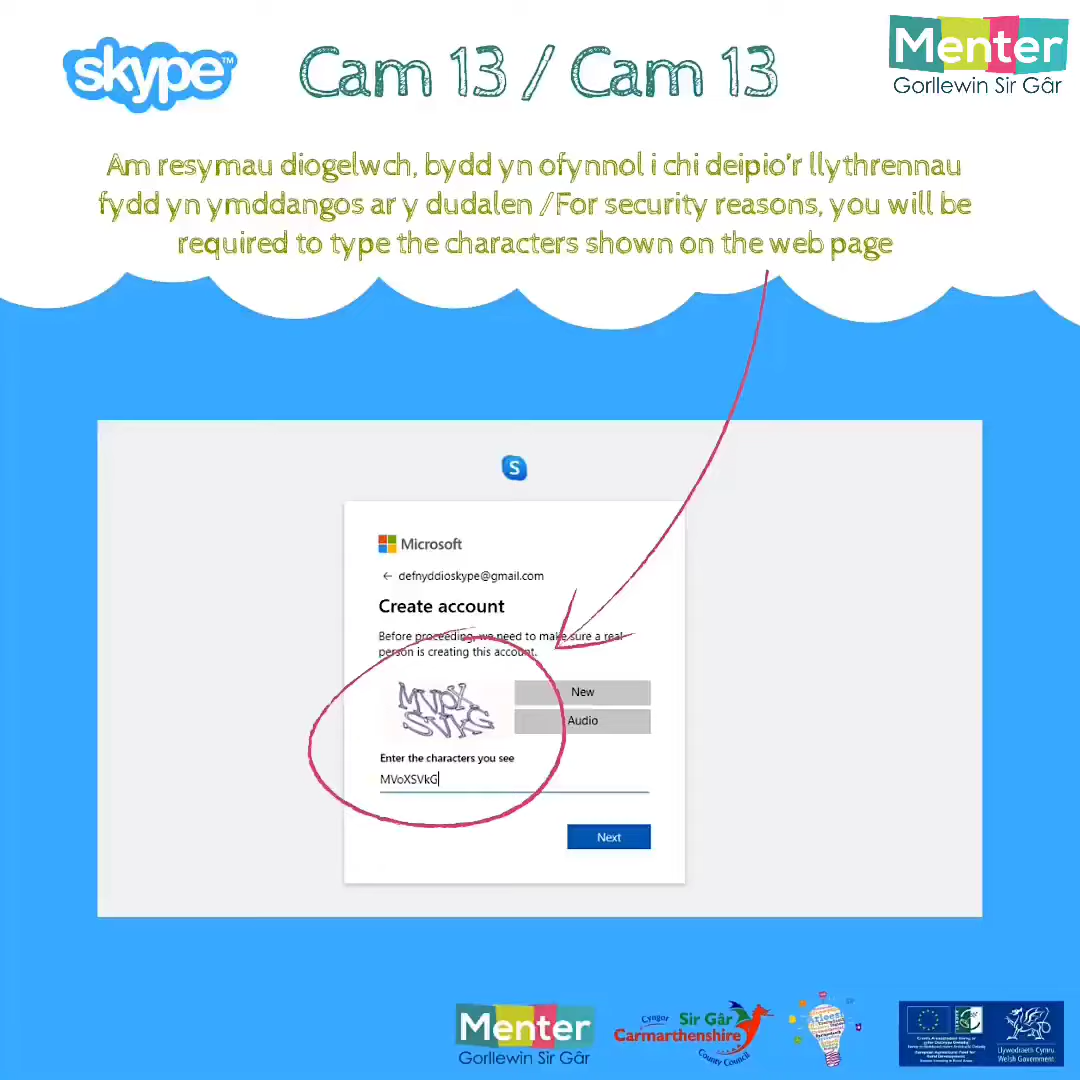 skype™
Cam 13 / Cam 13
Menter
Gorllewin Sir Gâr
Am resymau diogelwch, bydd yn ofynnol i chi deipio'r llythrennau
fydd yn ymddangos ar y dudalen /For security reasons, you will be
required to type the characters shown on the web page
S
Microsoft
← defnyddioskype@gmail.com
Create account
Before proceeding, we need to make sure a real
person is creating this account.
New
Audio
Enter the characters you see
MVoXSVkG
Next
Menter
Gorllewin Sir Gâr
Cyngor Sir Gâr
Carmarthenshire
County Council
Llywodraeth Cymru
Welsh Government